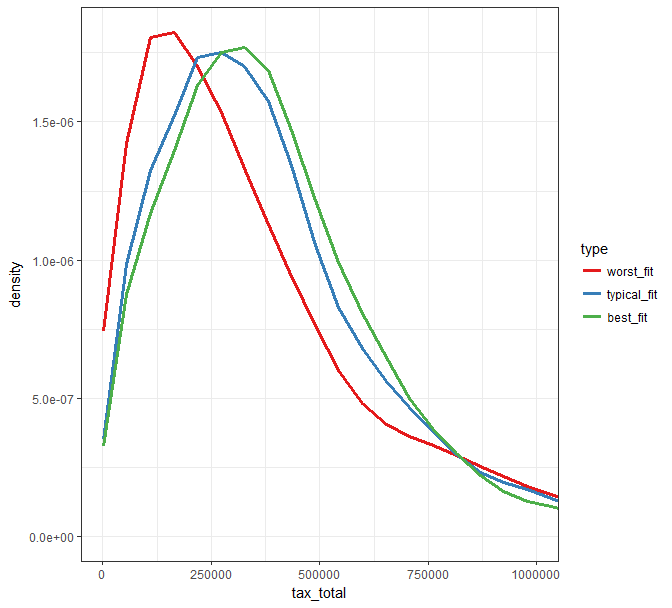 density
1.5e-06
1.0e-06
5.0e-07
0.0e+00
0
250000
500000
750000
1000000
tax_total
type
worst_fit
typical_fit
best_fit